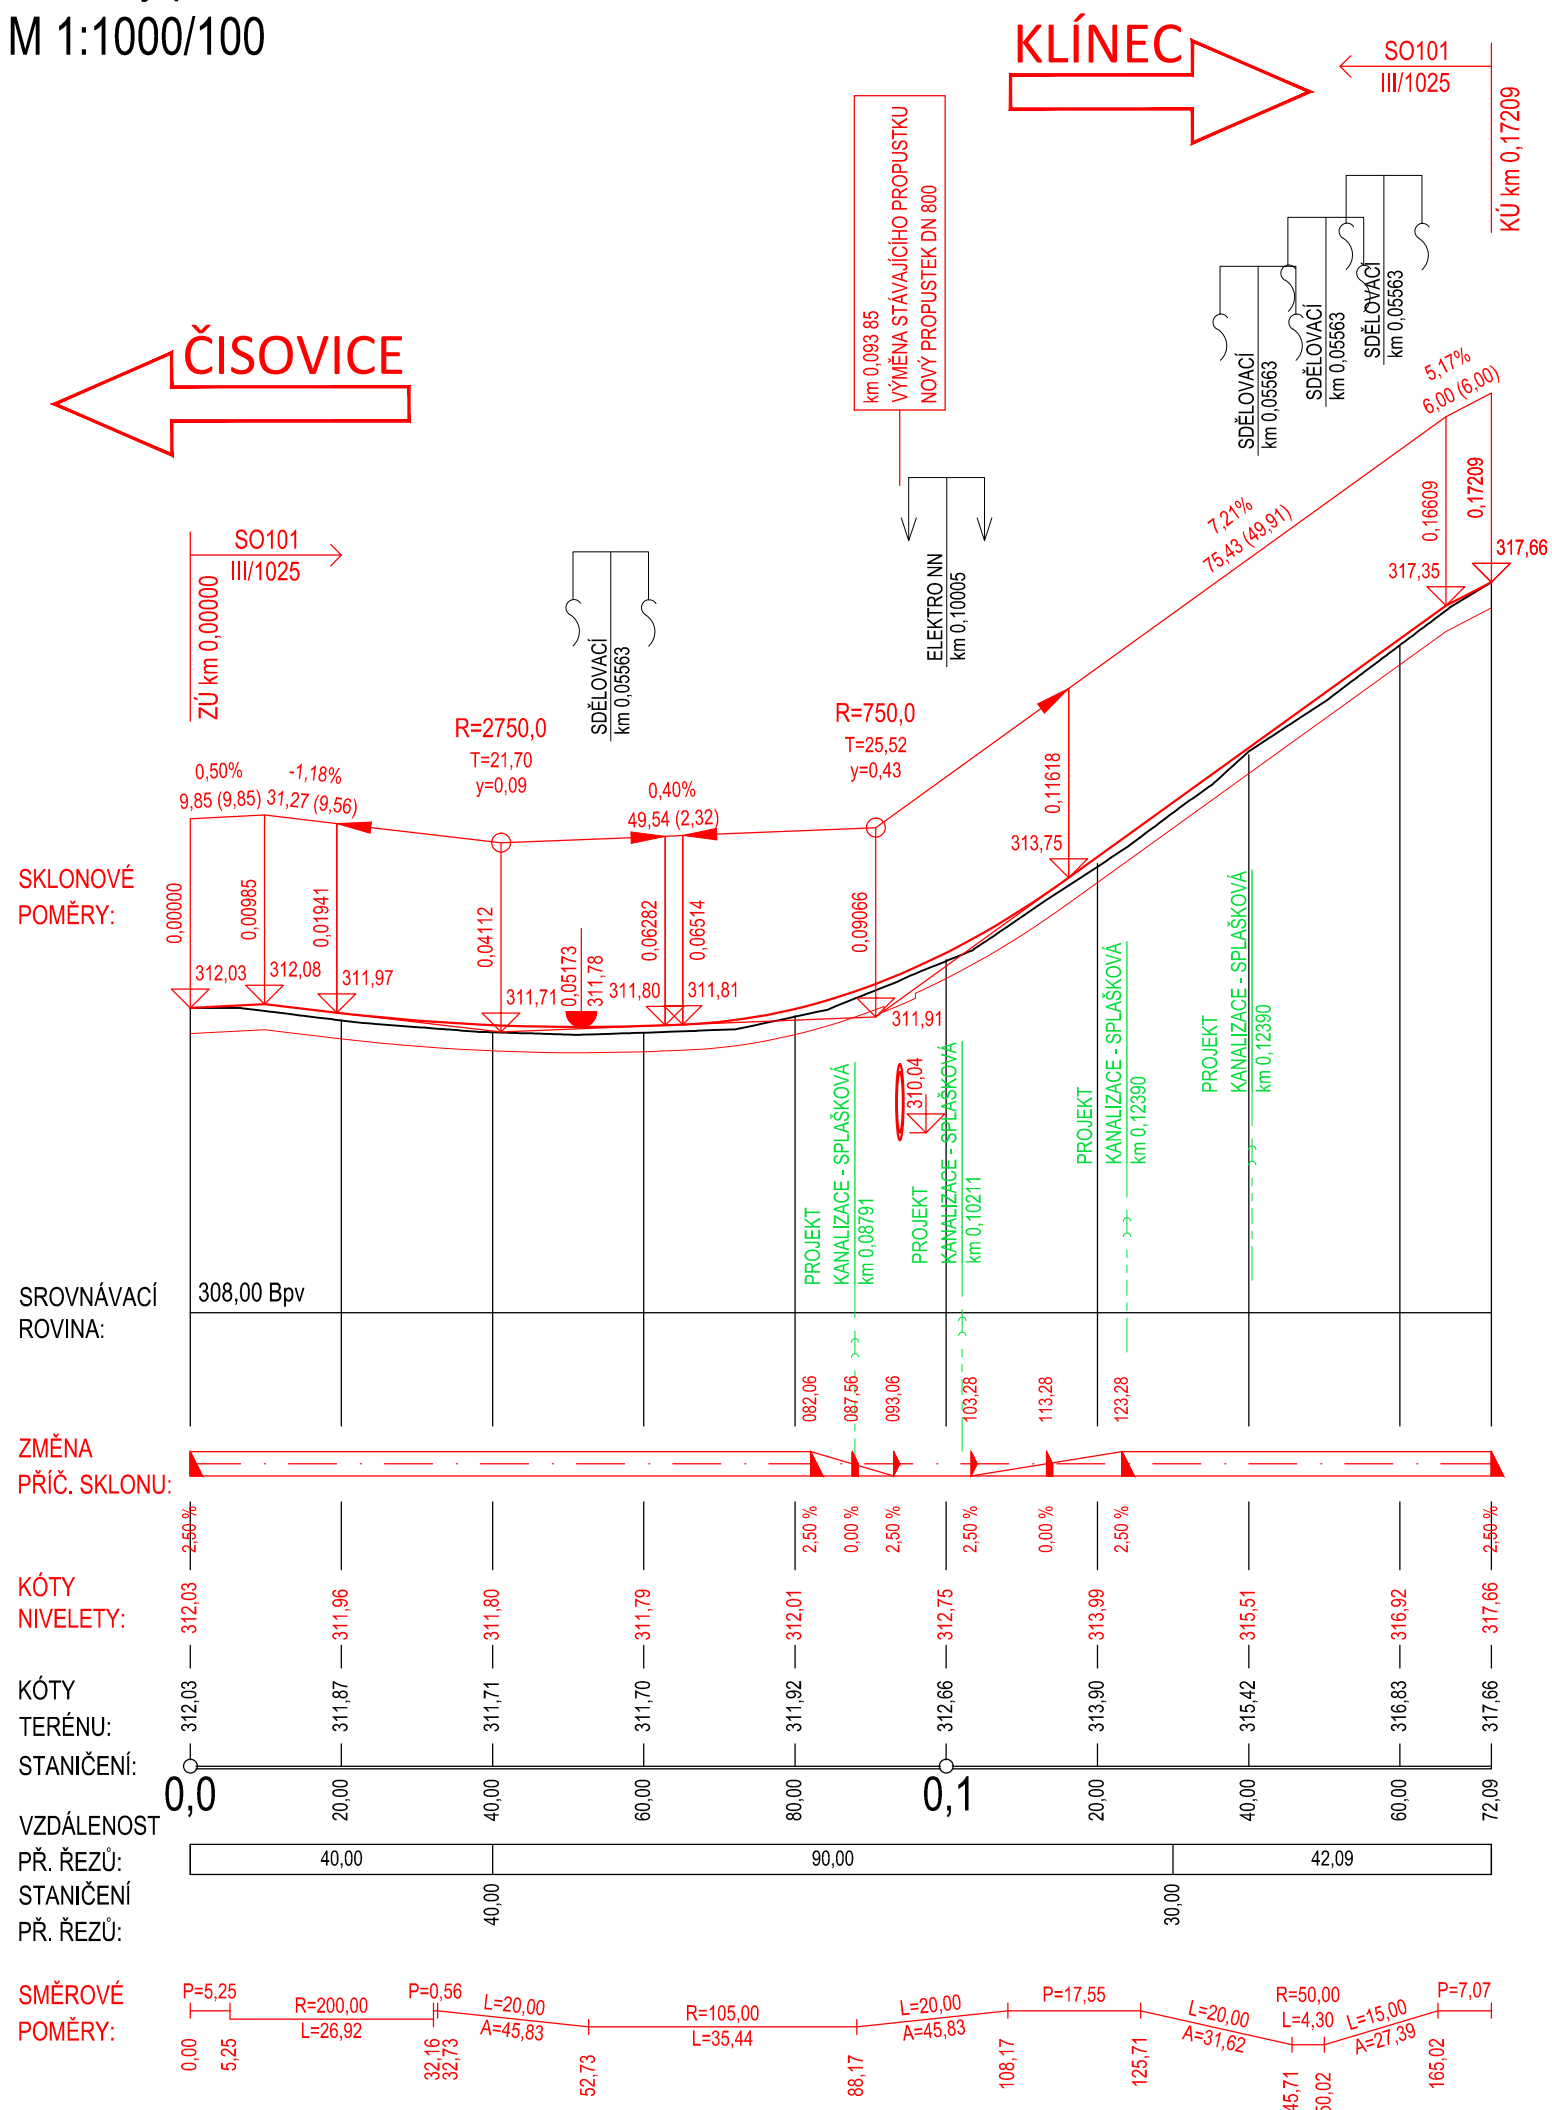 M 1:1000/100
KLÍNEC
SO101
III/1025
KÚ km 0,17209
km 0,093 85
VÝMĚNA STÁVAJÍCÍHO PROPUSTKU
NOVÝ PROPUSTEK DN 800
SDĚLOVACÍ
km 0,05563
SDĚLOVACÍ
km 0,05563
SDĚLOVACÍ
km 0,05563
ČISOVICE
5,17%
6,00 (6,00)
7,21%
75,43 (49,91)
0,16609
0,17209
317,35
317,66
SO101
III/1025
ZÚ km 0,00000
SDĚLOVACÍ
km 0,05563
ELEKTRO NN
km 0,10005
R=2750,0
T=21,70
y=0,09
R=750,0
T=25,52
y=0,43
0,50%
9,85 (9,85)
-1,18%
31,27 (9,56)
0,40%
49,54 (2,32)
0,11618
313,75
SKLONOVÉ
POMĚRY:
0,00000
0,00985
0,01941
0,04112
0,05173
311,78
0,06282
0,06514
0,09066
312,03
312,08
311,97
311,71
311,80
311,81
311,91
310,04
PROJEKT
KANALIZACE - SPLAŠKOVÁ
km 0,08791
PROJEKT
KANALIZACE - SPLAŠKOVÁ
km 0,10211
PROJEKT
KANALIZACE - SPLAŠKOVÁ
km 0,12390
PROJEKT
KANALIZACE - SPLAŠKOVÁ
km 0,12390
SROVNÁVACÍ
ROVINA:
308,00 Bpv
082,06
087,56
093,06
103,28
113,28
123,28
ZMĚNA
PŘÍČ. SKLONU:
2,50 %
2,50 %
0,00 %
2,50 %
2,50 %
0,00 %
2,50 %
2,50 %
KÓTY
NIVELETY:
312,03
311,96
311,80
311,79
312,01
312,75
313,99
315,51
316,92
317,66
KÓTY
TERÉNU:
312,03
311,87
311,71
311,70
311,92
312,66
313,90
315,42
316,83
317,66
STANIČENÍ:
0,0
20,00
40,00
60,00
80,00
0,1
20,00
40,00
60,00
72,09
VZDÁLENOST
PŘ. ŘEZŮ:
40,00
90,00
42,09
STANIČENÍ
PŘ. ŘEZŮ:
40,00
30,00
SMĚROVÉ
POMĚRY:
P=5,25
R=200,00
L=26,92
P=0,56
L=20,00
A=45,83
R=105,00
L=35,44
L=20,00
A=45,83
P=17,55
L=20,00
A=31,62
R=50,00
L=4,30
L=15,00
A=27,39
P=7,07
0,00
5,25
32,16
32,73
52,73
88,17
108,17
125,71
45,71
50,02
165,02